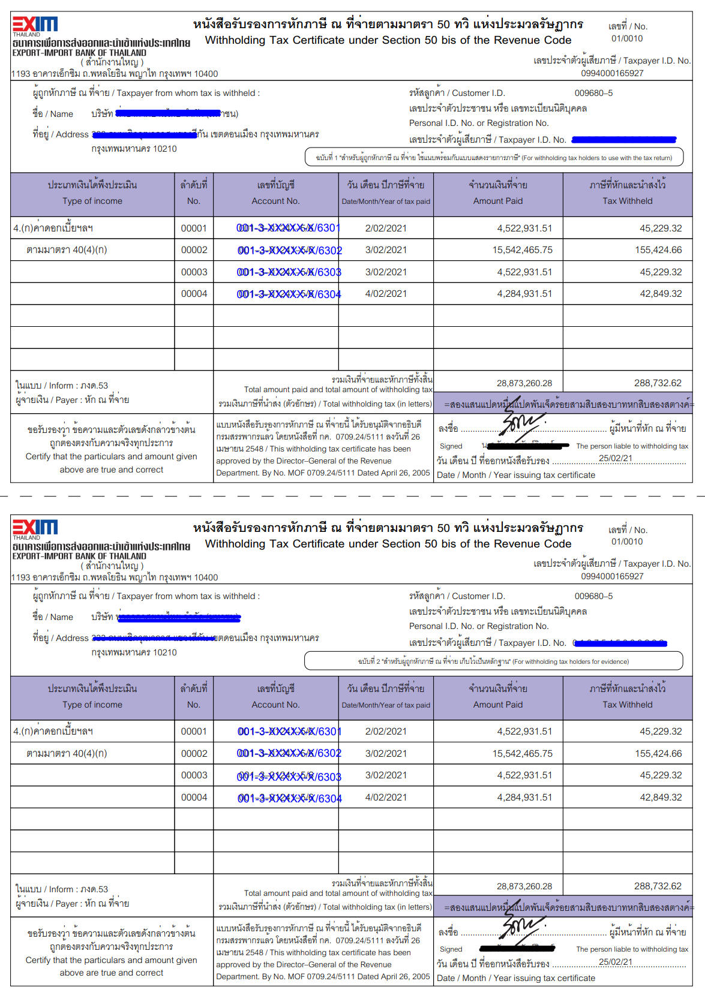 EXIM
THAILAND
ธนาคารเพื่อการส่งออกและนำเข้าแห่งประเทศไทย
EXPORT-IMPORT BANK OF THAILAND
( สำนักงานใหญ่ )
1193 อาคารเอ็กซิม ถ.พหลโยธิน พญาไท กรุงเทพฯ 10400
หนังสือรับรองการหักภาษี ณ ที่จ่ายตามมาตรา 50 ทวิ แห่งประมวลรัษฎากร
Withholding Tax Certificate under Section 50 bis of the Revenue Code
เลขที่ / No.
01/0010
เลขประจำตัวผู้เสียภาษี / Taxpayer I.D. No.
0994000165927
ผู้ถูกหักภาษี ณ ที่จ่าย / Taxpayer from whom tax is withheld :
ชื่อ / Name บริษัท
ที่อยู่ / Address เขตดอนเมือง กรุงเทพมหานคร
กรุงเทพมหานคร 10210
รหัสลูกค้า / Customer I.D. 009680-5
เลขประจำตัวประชาชน หรือ เลขทะเบียนนิติบุคคล
Personal I.D. No. or Registration No.
เลขประจำตัวผู้เสียภาษี / Taxpayer I.D. No.
ฉบับที่ 1 "สำหรับผู้ถูกหักภาษี ณ ที่จ่าย ใช้แนบพร้อมกับแบบแสดงรายการภาษี" (For withholding tax holders to use with the tax return)
ประเภทเงินได้พึงประเมิน ลำดับที่ เลขที่บัญชี วัน เดือน ปีภาษีที่จ่าย จำนวนเงินที่จ่าย ภาษีที่หักและนำส่งไว้
Type of income No. Account No. Date/Month/Year of tax paid Amount Paid Tax Withheld
4.(ก)ค่าดอกเบี้ยฯลฯ 00001 001-3-XXXXX-X/6301 2/02/2021 4,522,931.51 45,229.32
ตามมาตรา 40(4)(ก) 00002 001-3-XXXXX-X/6302 3/02/2021 15,542,465.75 155,424.66
00003 001-3-XXXXX-X/6303 3/02/2021 4,522,931.51 45,229.32
00004 001-3-XXXXX-X/6304 4/02/2021 4,284,931.51 42,849.32
ในแบบ / Inform : ภงด.53
ผู้จ่ายเงิน / Payer : หัก ณ ที่จ่าย
รวมเงินที่จ่ายและหักภาษีทั้งสิ้น
Total amount paid and total amount of withholding tax 28,873,260.28 288,732.62
รวมเงินภาษีที่นำส่ง (ตัวอักษร) / Total withholding tax (in letters) =สองแสนแปดหมื่นแปดพันเจ็ดร้อยสามสิบสองบาทหกสิบสองสตางค์=
ขอรับรองว่า ข้อความและตัวเลขดังกล่าวข้างต้น
ถูกต้องตรงกับความจริงทุกประการ
Certify that the particulars and amount given
above are true and correct
แบบหนังสือรับรองการหักภาษี ณ ที่จ่ายนี้ ได้รับอนุมัติจากอธิบดี
กรมสรรพากรแล้ว โดยหนังสือที่ กค. 0709.24/5111 ลงวันที่ 26
เมษายน 2548 / This withholding tax certificate has been
approved by the Director-General of the Revenue
Department. By No. MOF 0709.24/5111 Dated April 26, 2005
ลงชื่อ ผู้มีหน้าที่หัก ณ ที่จ่าย
Signed The person liable to withholding tax
วัน เดือน ปี ที่ออกหนังสือรับรอง 25/02/21
Date / Month / Year issuing tax certificate
EXIM
THAILAND
ธนาคารเพื่อการส่งออกและนำเข้าแห่งประเทศไทย
EXPORT-IMPORT BANK OF THAILAND
( สำนักงานใหญ่ )
1193 อาคารเอ็กซิม ถ.พหลโยธิน พญาไท กรุงเทพฯ 10400
หนังสือรับรองการหักภาษี ณ ที่จ่ายตามมาตรา 50 ทวิ แห่งประมวลรัษฎากร
Withholding Tax Certificate under Section 50 bis of the Revenue Code
เลขที่ / No.
01/0010
เลขประจำตัวผู้เสียภาษี / Taxpayer I.D. No.
0994000165927
ผู้ถูกหักภาษี ณ ที่จ่าย / Taxpayer from whom tax is withheld :
ชื่อ / Name บริษัท
ที่อยู่ / Address เขตดอนเมือง กรุงเทพมหานคร
กรุงเทพมหานคร 10210
รหัสลูกค้า / Customer I.D. 009680-5
เลขประจำตัวประชาชน หรือ เลขทะเบียนนิติบุคคล
Personal I.D. No. or Registration No.
เลขประจำตัวผู้เสียภาษี / Taxpayer I.D. No.
ฉบับที่ 2 "สำหรับผู้ถูกหักภาษี ณ ที่จ่าย เก็บไว้เป็นหลักฐาน" (For withholding tax holders for evidence)
ประเภทเงินได้พึงประเมิน ลำดับที่ เลขที่บัญชี วัน เดือน ปีภาษีที่จ่าย จำนวนเงินที่จ่าย ภาษีที่หักและนำส่งไว้
Type of income No. Account No. Date/Month/Year of tax paid Amount Paid Tax Withheld
4.(ก)ค่าดอกเบี้ยฯลฯ 00001 001-3-XXXXX-X/6301 2/02/2021 4,522,931.51 45,229.32
ตามมาตรา 40(4)(ก) 00002 001-3-XXXXX-X/6302 3/02/2021 15,542,465.75 155,424.66
00003 001-3-XXXXX-X/6303 3/02/2021 4,522,931.51 45,229.32
00004 001-3-XXXXX-X/6304 4/02/2021 4,284,931.51 42,849.32
ในแบบ / Inform : ภงด.53
ผู้จ่ายเงิน / Payer : หัก ณ ที่จ่าย
รวมเงินที่จ่ายและหักภาษีทั้งสิ้น
Total amount paid and total amount of withholding tax 28,873,260.28 288,732.62
รวมเงินภาษีที่นำส่ง (ตัวอักษร) / Total withholding tax (in letters) =สองแสนแปดหมื่นแปดพันเจ็ดร้อยสามสิบสองบาทหกสิบสองสตางค์=
ขอรับรองว่า ข้อความและตัวเลขดังกล่าวข้างต้น
ถูกต้องตรงกับความจริงทุกประการ
Certify that the particulars and amount given
above are true and correct
แบบหนังสือรับรองการหักภาษี ณ ที่จ่ายนี้ ได้รับอนุมัติจากอธิบดี
กรมสรรพากรแล้ว โดยหนังสือที่ กค. 0709.24/5111 ลงวันที่ 26
เมษายน 2548 / This withholding tax certificate has been
approved by the Director-General of the Revenue
Department. By No. MOF 0709.24/5111 Dated April 26, 2005
ลงชื่อ ผู้มีหน้าที่หัก ณ ที่จ่าย
Signed The person liable to withholding tax
วัน เดือน ปี ที่ออกหนังสือรับรอง 25/02/21
Date / Month / Year issuing tax certificate